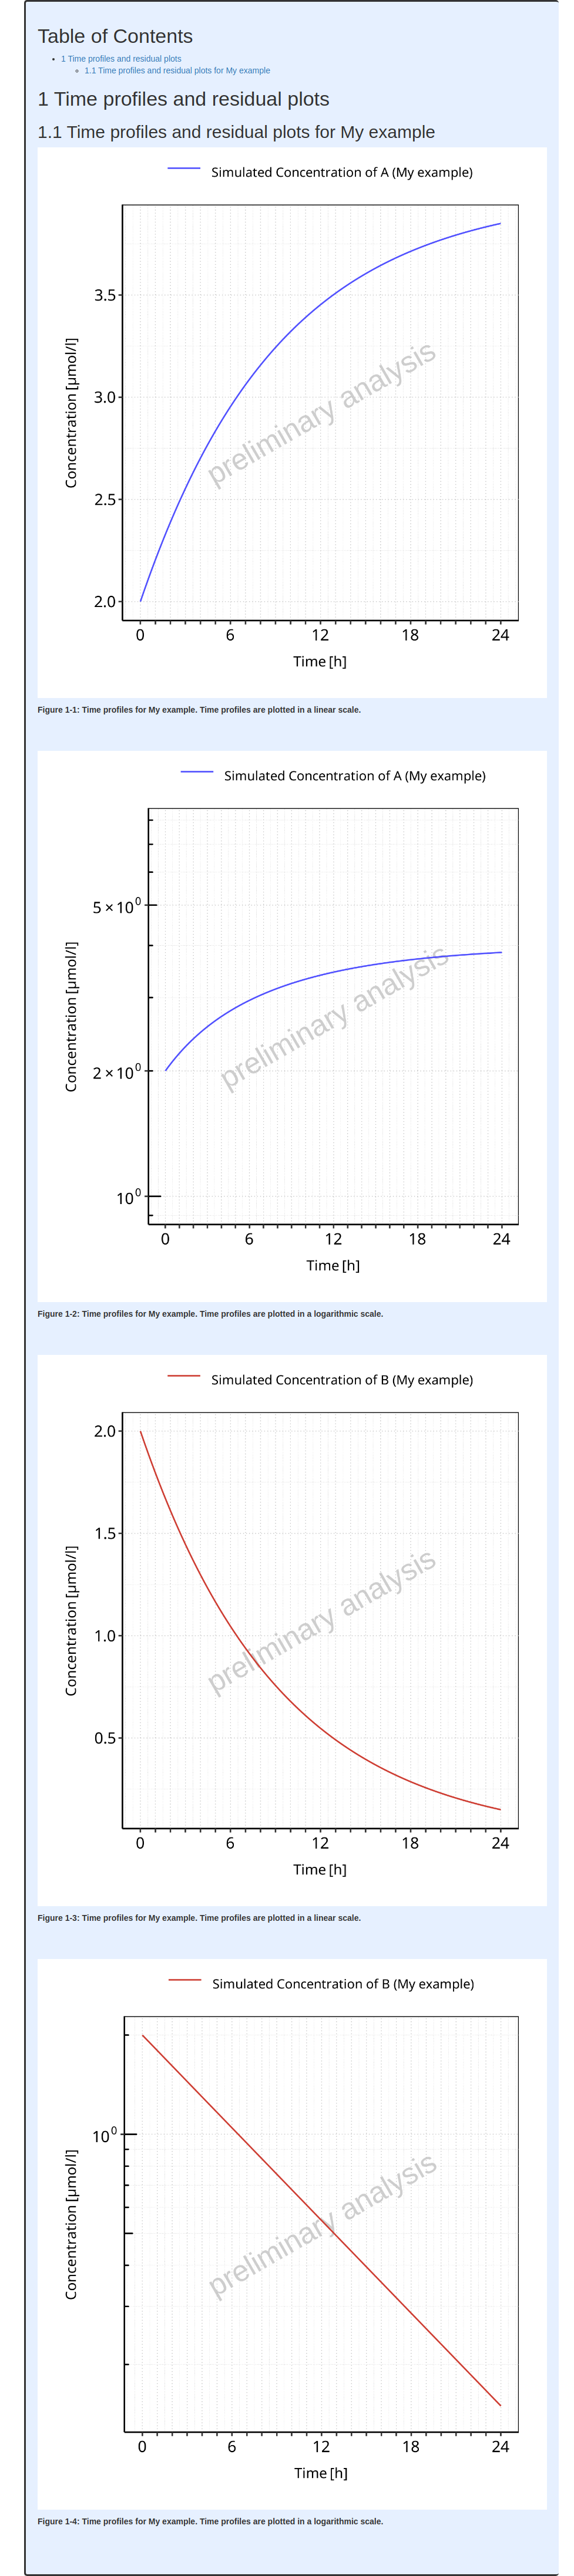 Table of Contents
1 Time profiles and residual plots
1.1 Time profiles and residual plots for My example
1 Time profiles and residual plots
1.1 Time profiles and residual plots for My example
Simulated Concentration of A (My example)
3.5
3.0
2.5
2.0
Concentration [µmol/l]
preliminary analysis
0 6 12 18 24
Time [h]
Figure 1-1: Time profiles for My example. Time profiles are plotted in a linear scale.
Simulated Concentration of A (My example)
5 × 10⁰
2 × 10⁰
10⁰
Concentration [µmol/l]
preliminary analysis
0 6 12 18 24
Time [h]
Figure 1-2: Time profiles for My example. Time profiles are plotted in a logarithmic scale.
Simulated Concentration of B (My example)
2.0
1.5
1.0
0.5
Concentration [µmol/l]
preliminary analysis
0 6 12 18 24
Time [h]
Figure 1-3: Time profiles for My example. Time profiles are plotted in a linear scale.
Simulated Concentration of B (My example)
10⁰
Concentration [µmol/l]
preliminary analysis
0 6 12 18 24
Time [h]
Figure 1-4: Time profiles for My example. Time profiles are plotted in a logarithmic scale.